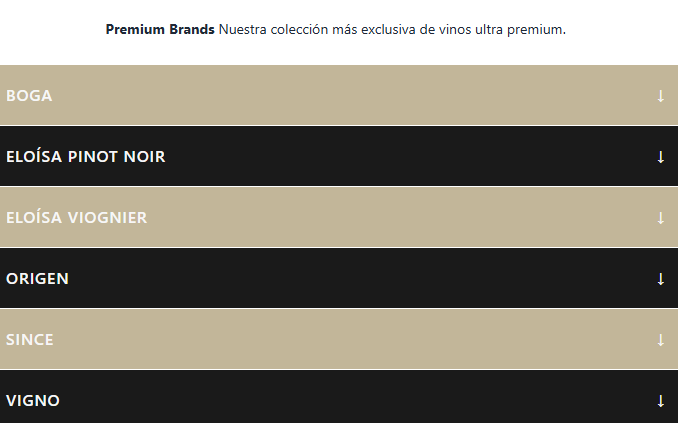 Premium Brands Nuestra colección más exclusiva de vinos ultra premium.
BOGA ↓
ELOÍSA PINOT NOIR ↓
ELOÍSA VIOGNIER ↓
ORIGEN ↓
SINCE ↓
VIGNO ↓